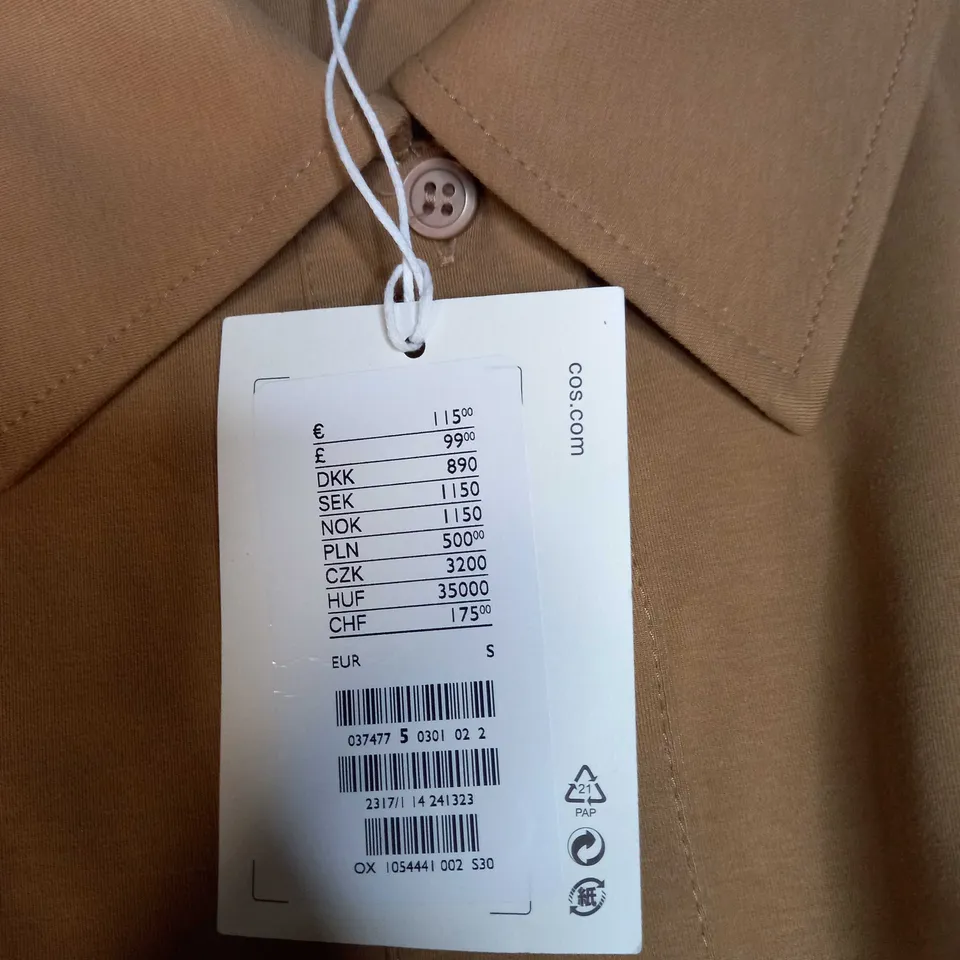 cos.com
€ 115⁰⁰
£ 99⁰⁰
DKK 890
SEK 1150
NOK 1150
PLN 500⁰⁰
CZK 3200
HUF 35000
CHF 175⁰⁰
EUR S
037477 5 0301 02 2
2317/1 14 241323
OX 1054441 002 S30
21
PAP
紙